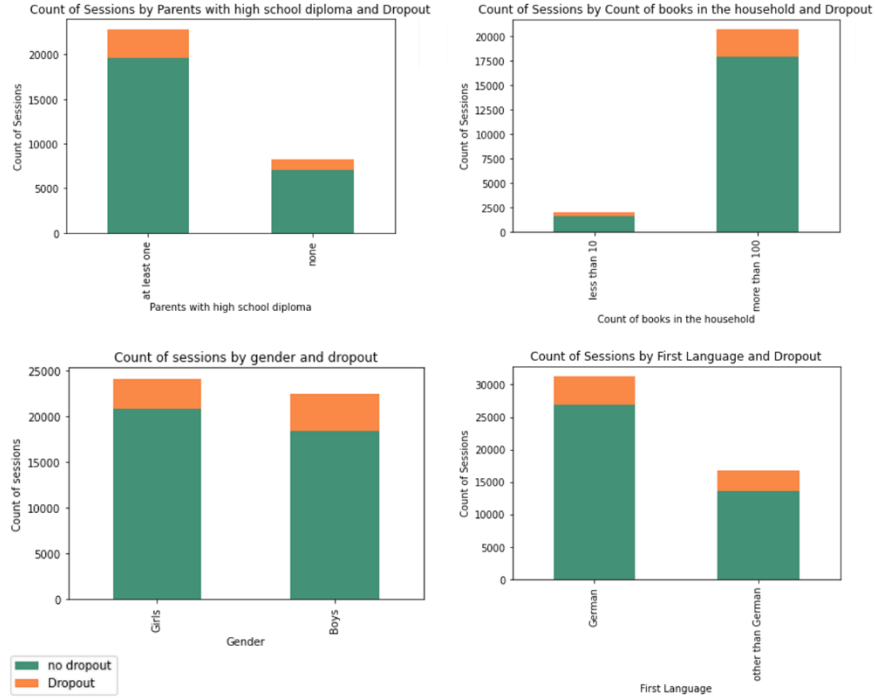 Count of Sessions by Parents with high school diploma and Dropout
Count of Sessions
20000
15000
10000
5000
0
at least one
none
Parents with high school diploma
Count of Sessions by Count of books in the household and Dropout
Count of Sessions
20000
17500
15000
12500
10000
7500
5000
2500
0
less than 10
more than 100
Count of books in the household
Count of sessions by gender and dropout
Count of sessions
25000
20000
15000
10000
5000
0
Girls
Boys
Gender
Count of Sessions by First Language and Dropout
Count of Sessions
30000
25000
20000
15000
10000
5000
0
German
other than German
First Language
no dropout
Dropout